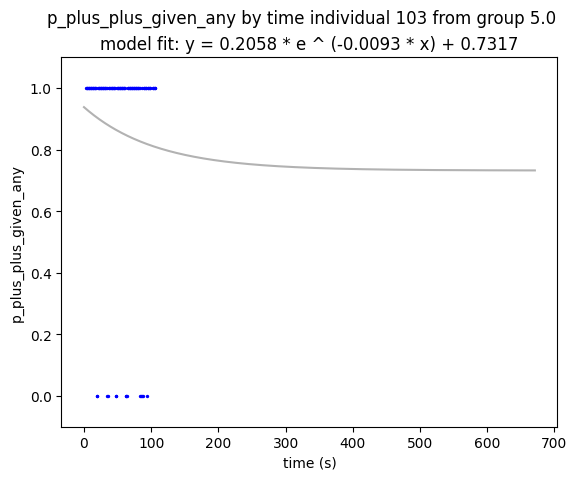 p_plus_plus_given_any by time individual 103 from group 5.0
model fit: y = 0.2058 * e ^ (-0.0093 * x) + 0.7317
1.0
0.8
0.6
0.4
0.2
0.0
p_plus_plus_given_any
0 100 200 300 400 500 600 700
time (s)